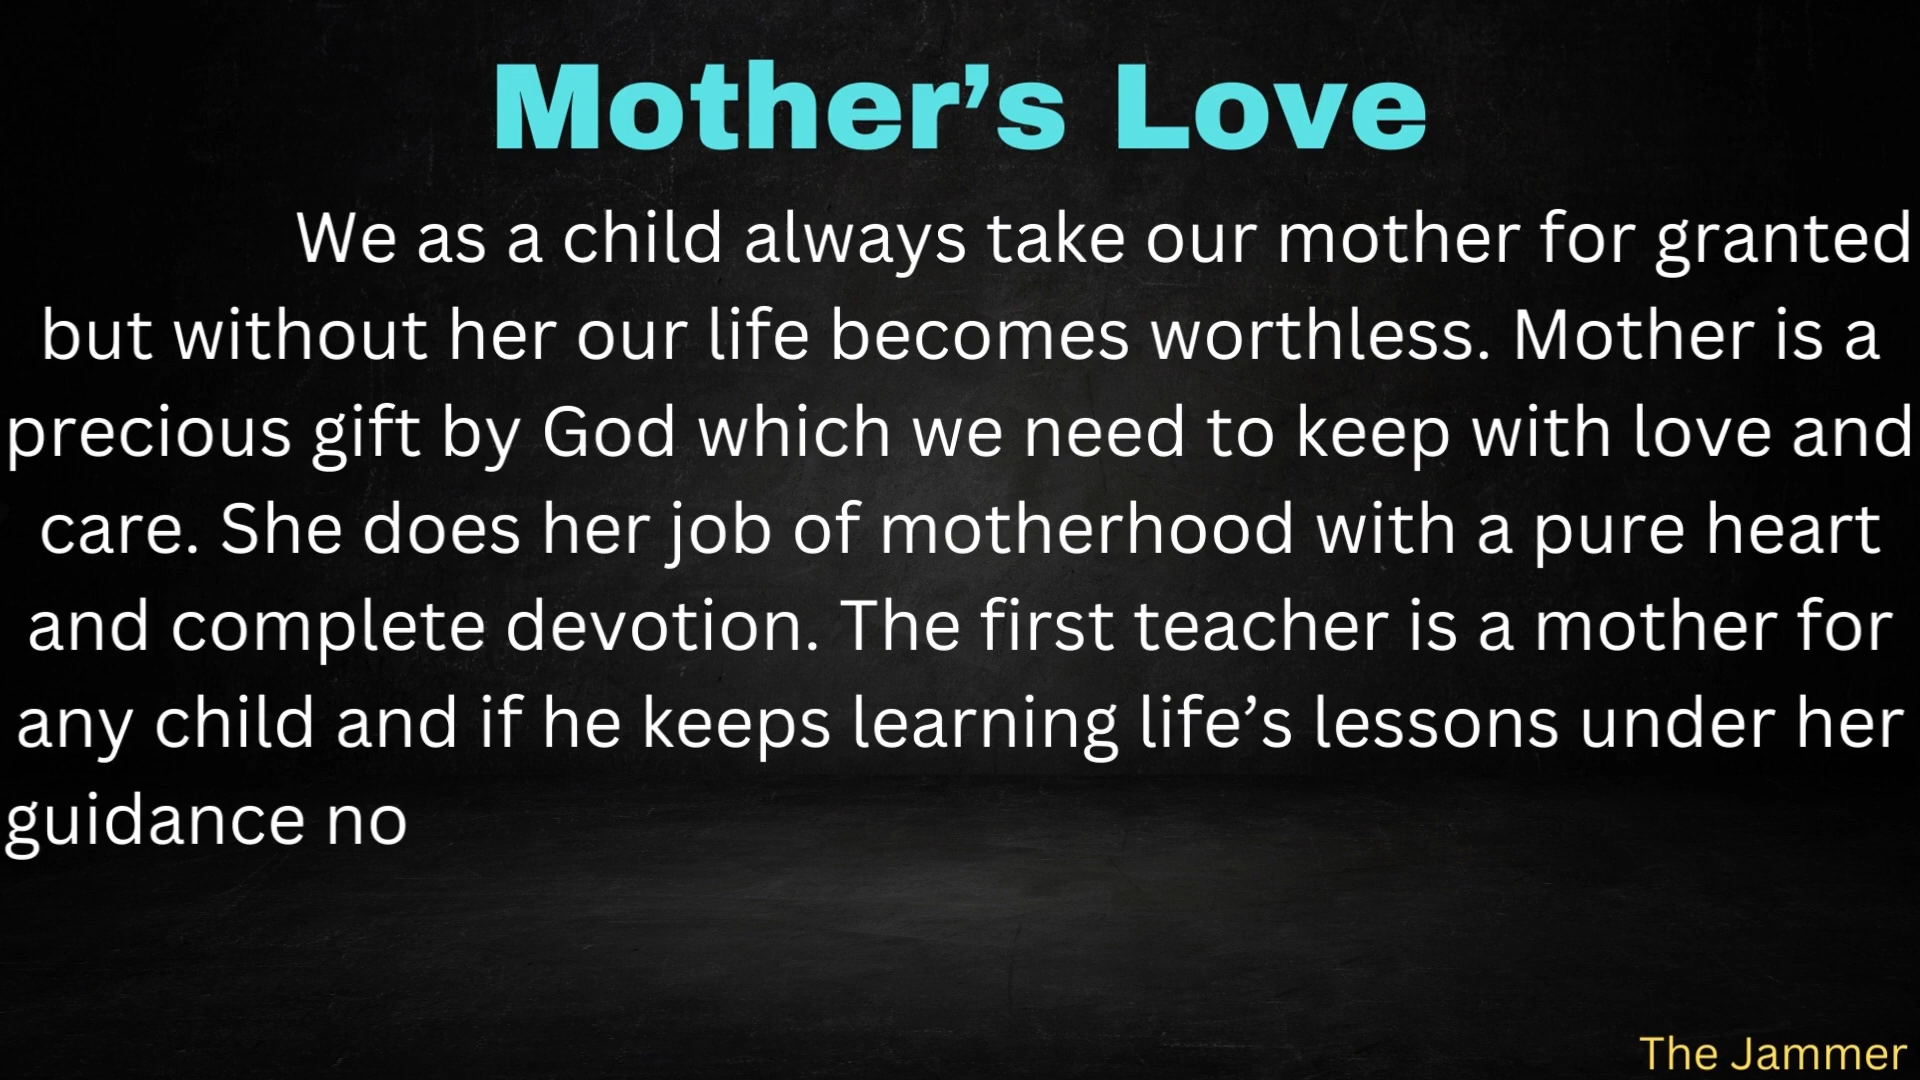 Mother’s Love
We as a child always take our mother for granted
but without her our life becomes worthless. Mother is a
precious gift by God which we need to keep with love and
care. She does her job of motherhood with a pure heart
and complete devotion. The first teacher is a mother for
any child and if he keeps learning life’s lessons under her
guidance no
The Jammer